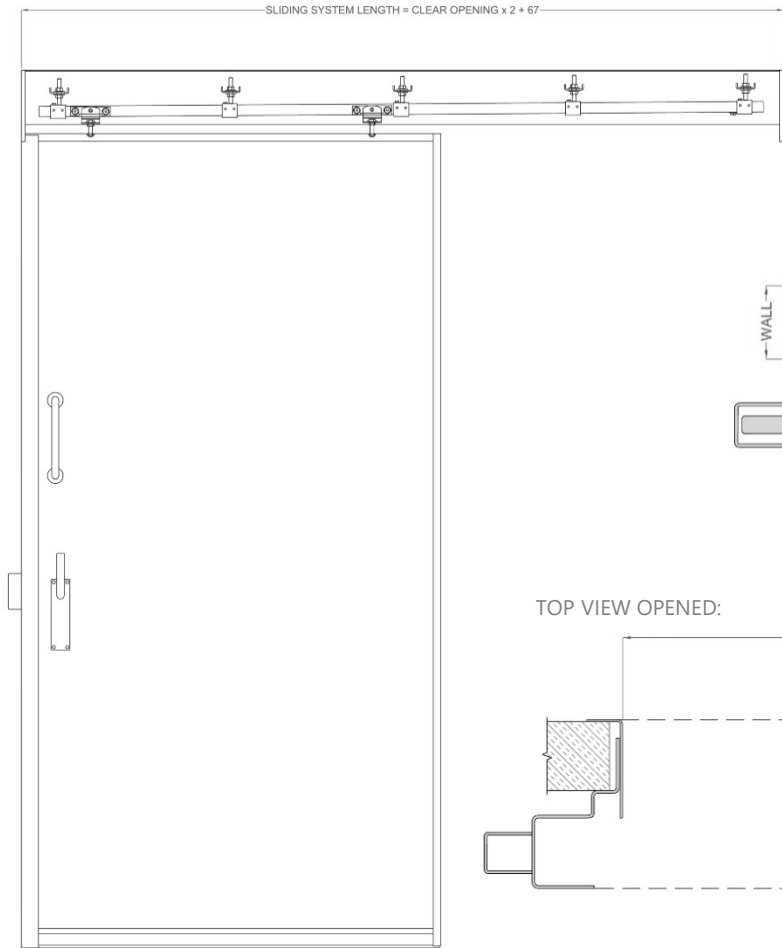 SLIDING SYSTEM LENGTH = CLEAR OPENING x 2 + 67
WALL
TOP VIEW OPENED: